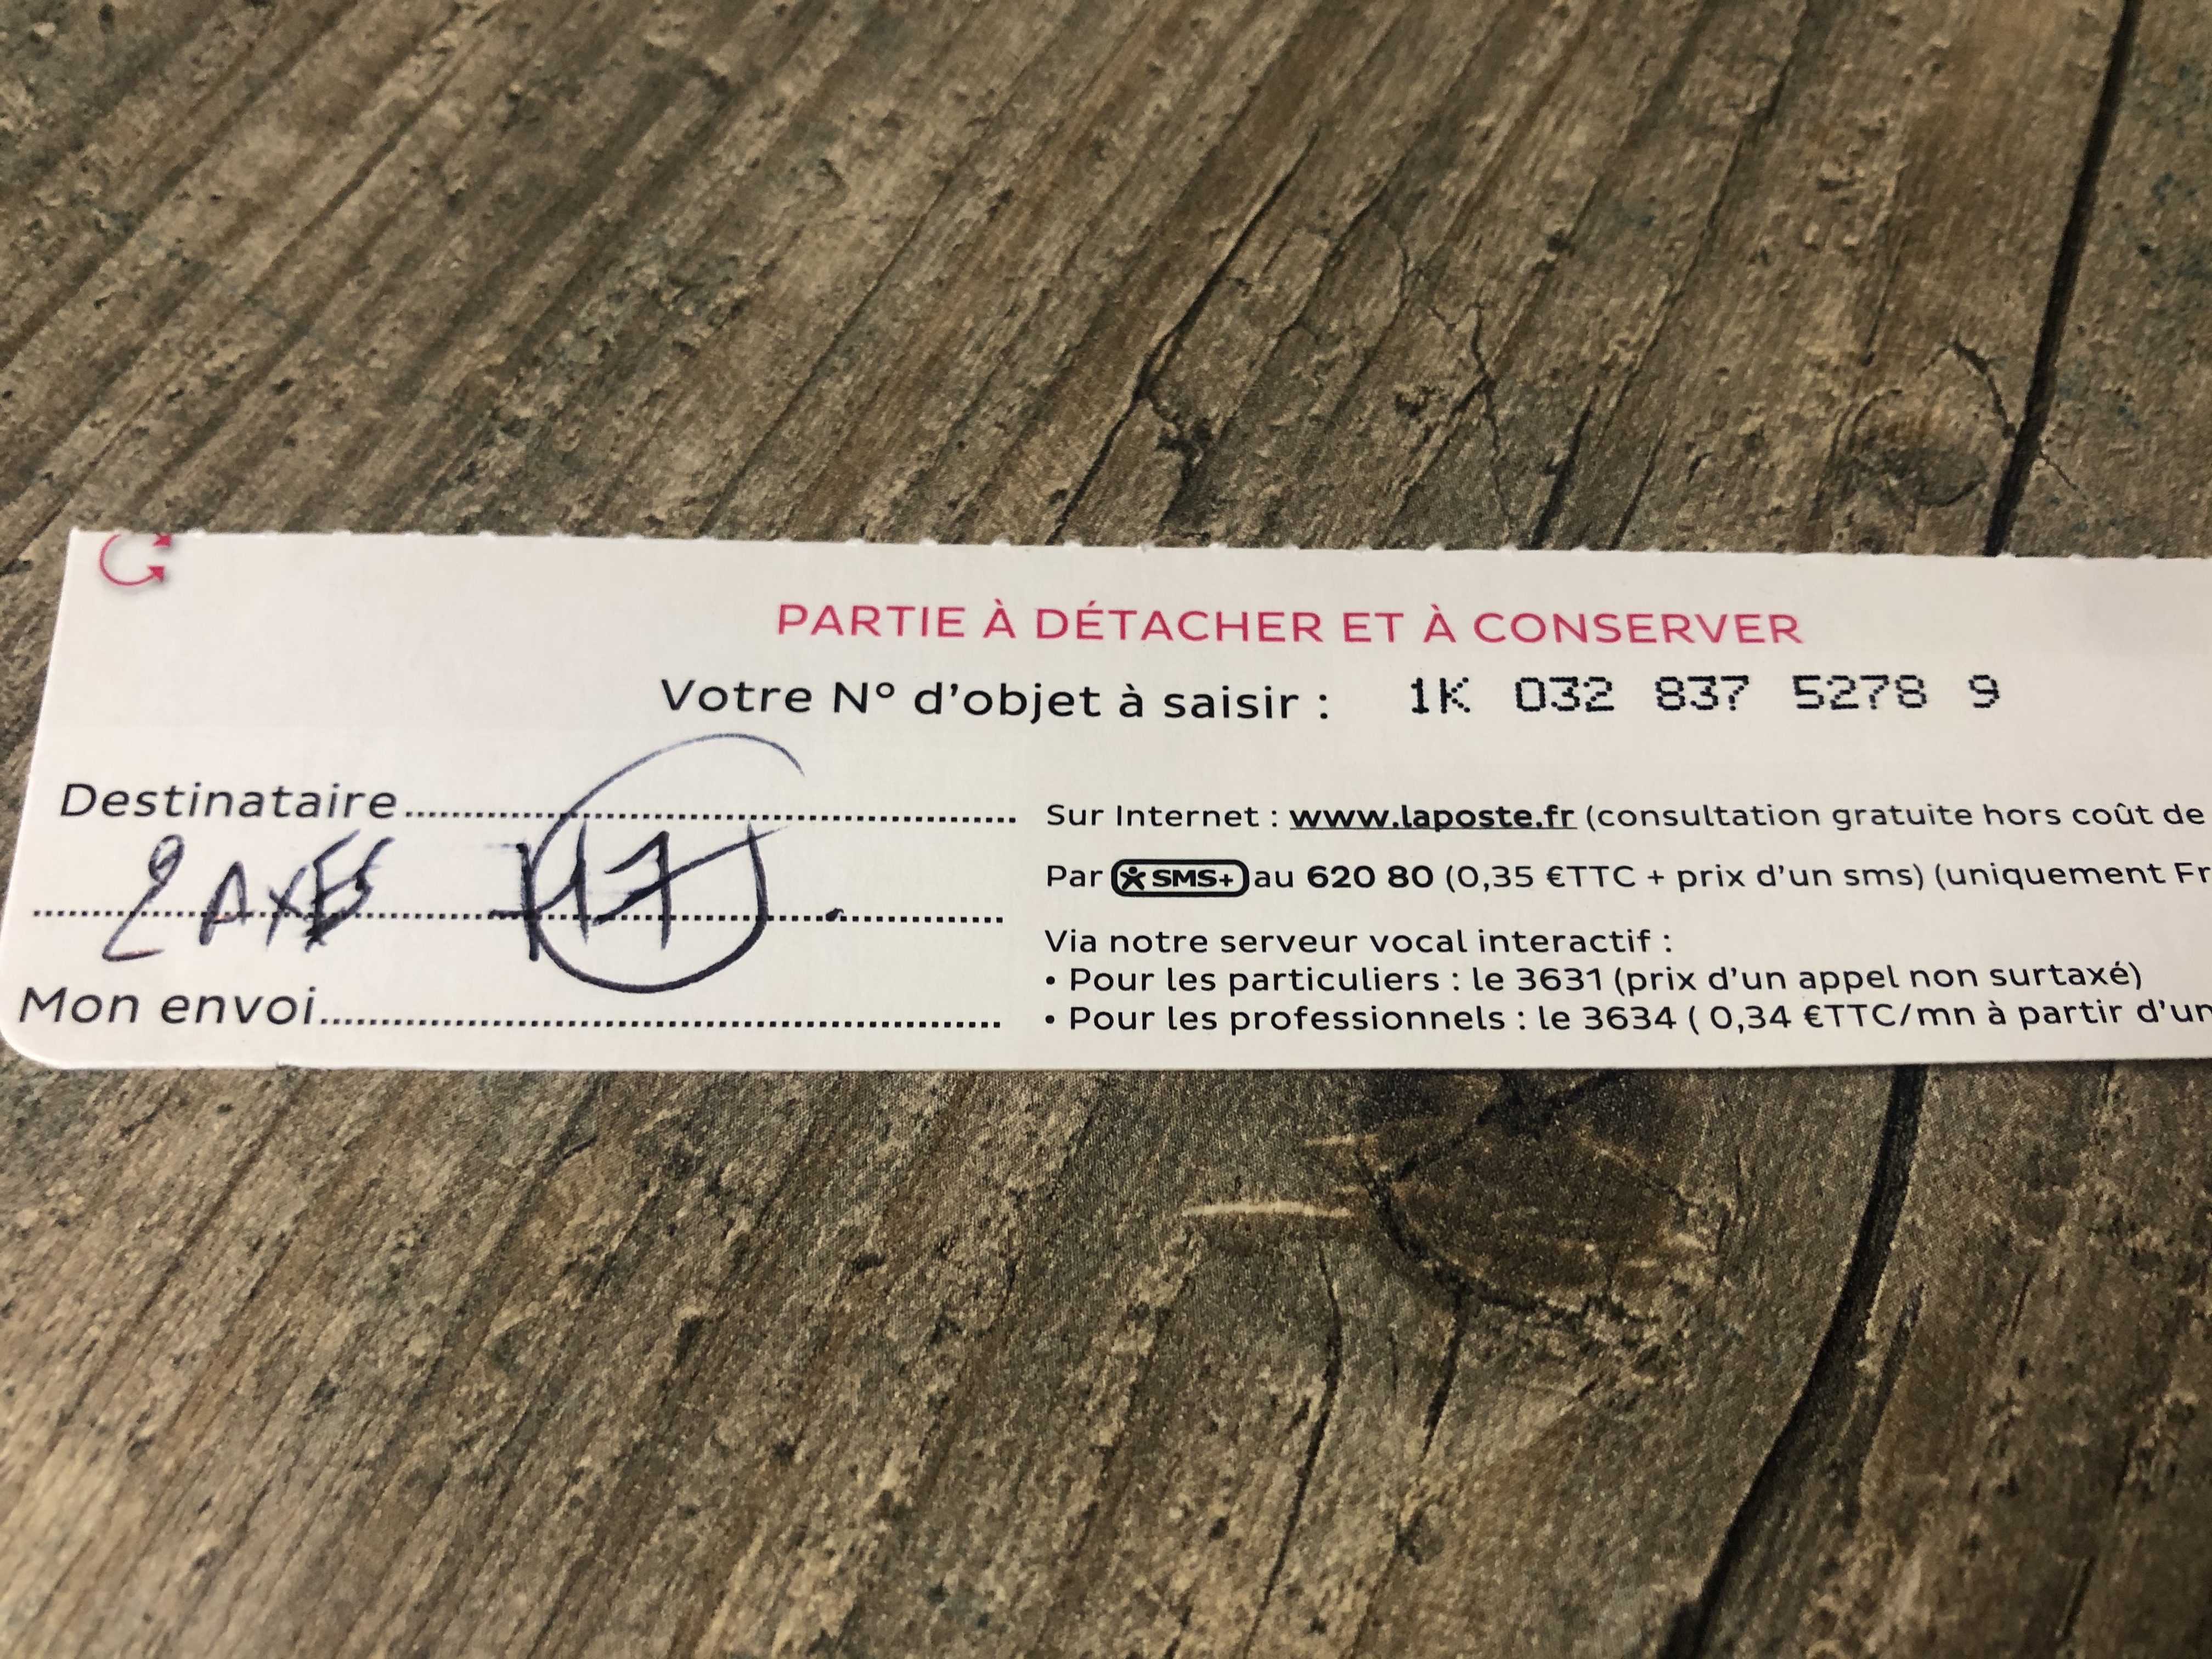 PARTIE À DÉTACHER ET À CONSERVER
Votre N° d'objet à saisir : 1K 032 837 5278 9
Destinataire
2 AXES
Mon envoi
Sur Internet : www.laposte.fr (consultation gratuite hors coût de
Par SMS+ au 620 80 (0,35 €TTC + prix d'un sms) (uniquement Fr
Via notre serveur vocal interactif :
• Pour les particuliers : le 3631 (prix d'un appel non surtaxé)
• Pour les professionnels : le 3634 ( 0,34 €TTC/mn à partir d'un